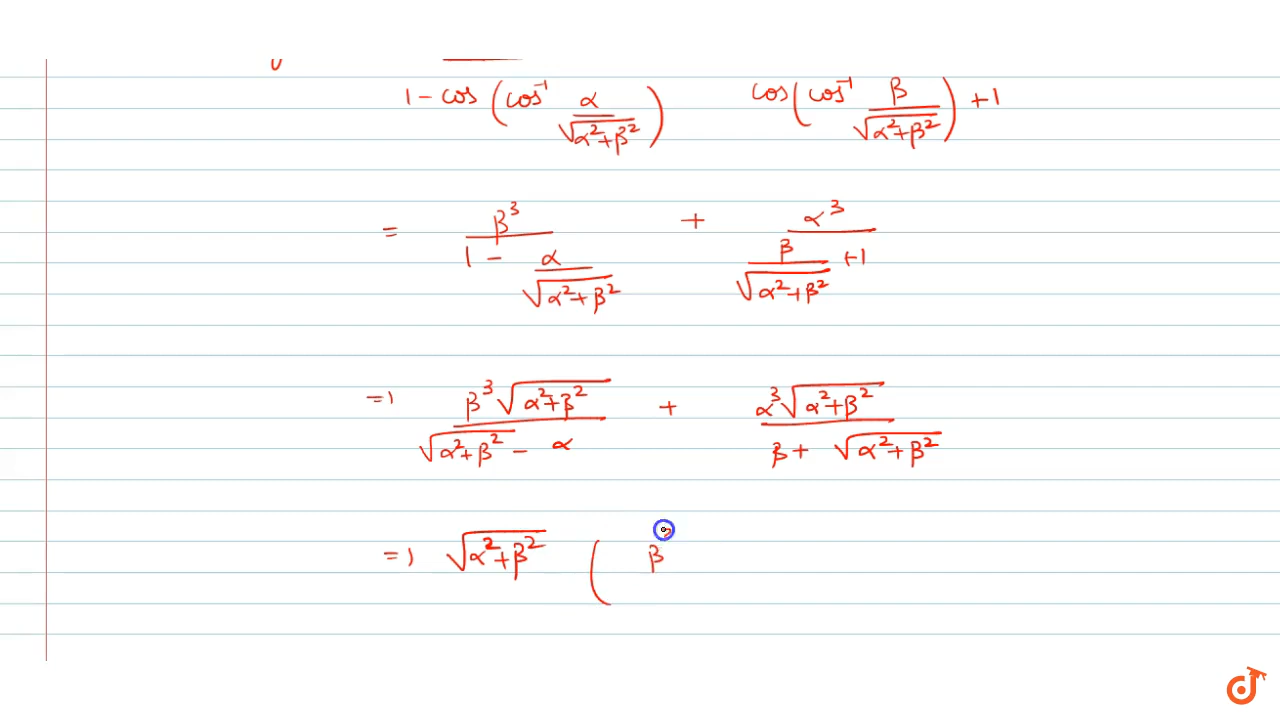 1 - cos (cos⁻¹ α/√(α²+β²)) cos(cos⁻¹ β/√(α²+β²)) +1
= β³/(1 - α/√(α²+β²)) + α³/(β/√(α²+β²) +1)
=) β³√(α²+β²)/(√(α²+β²) - α) + α³√(α²+β²)/(β + √(α²+β²))
=) √(α²+β²) ( β